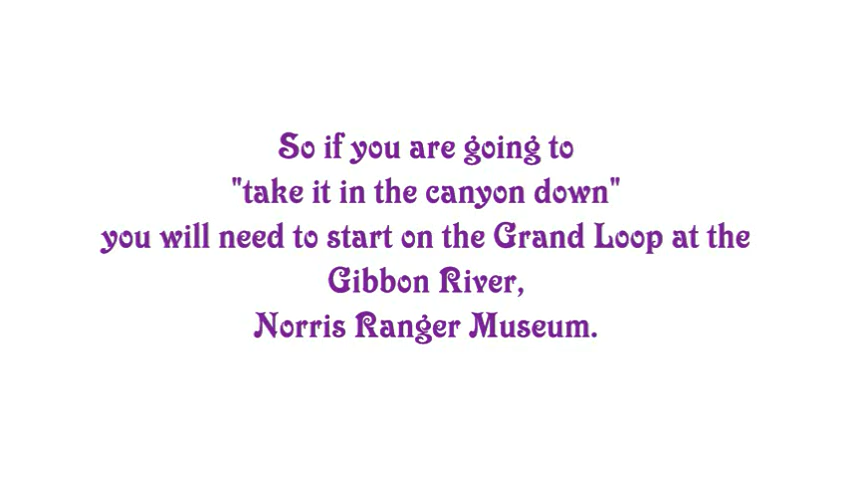 So if you are going to
"take it in the canyon down"
you will need to start on the Grand Loop at the
Gibbon River,
Norris Ranger Museum.